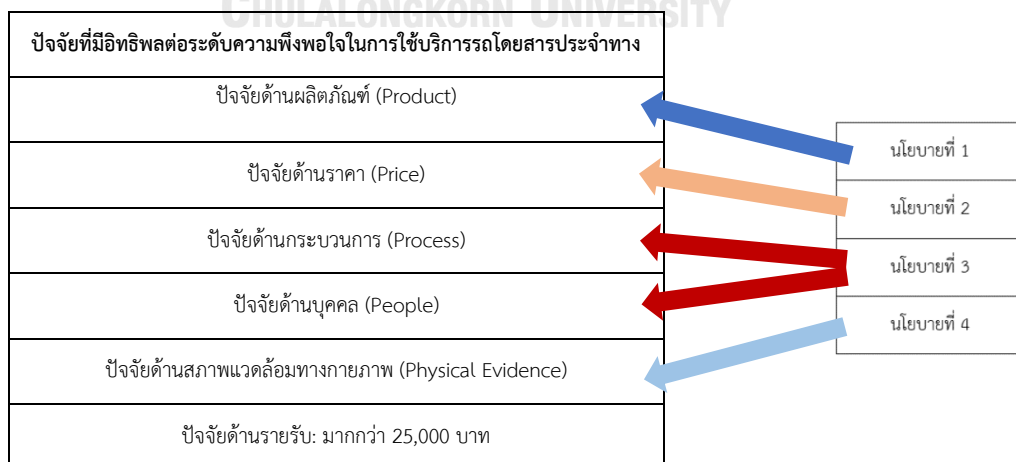 CHULALONGKORN UNIVERSITY
ปัจจัยที่มีอิทธิพลต่อระดับความพึงพอใจในการใช้บริการรถโดยสารประจำทาง
ปัจจัยด้านผลิตภัณฑ์ (Product)
ปัจจัยด้านราคา (Price)
ปัจจัยด้านกระบวนการ (Process)
ปัจจัยด้านบุคคล (People)
ปัจจัยด้านสภาพแวดล้อมทางกายภาพ (Physical Evidence)
ปัจจัยด้านรายรับ: มากกว่า 25,000 บาท
นโยบายที่ 1
นโยบายที่ 2
นโยบายที่ 3
นโยบายที่ 4